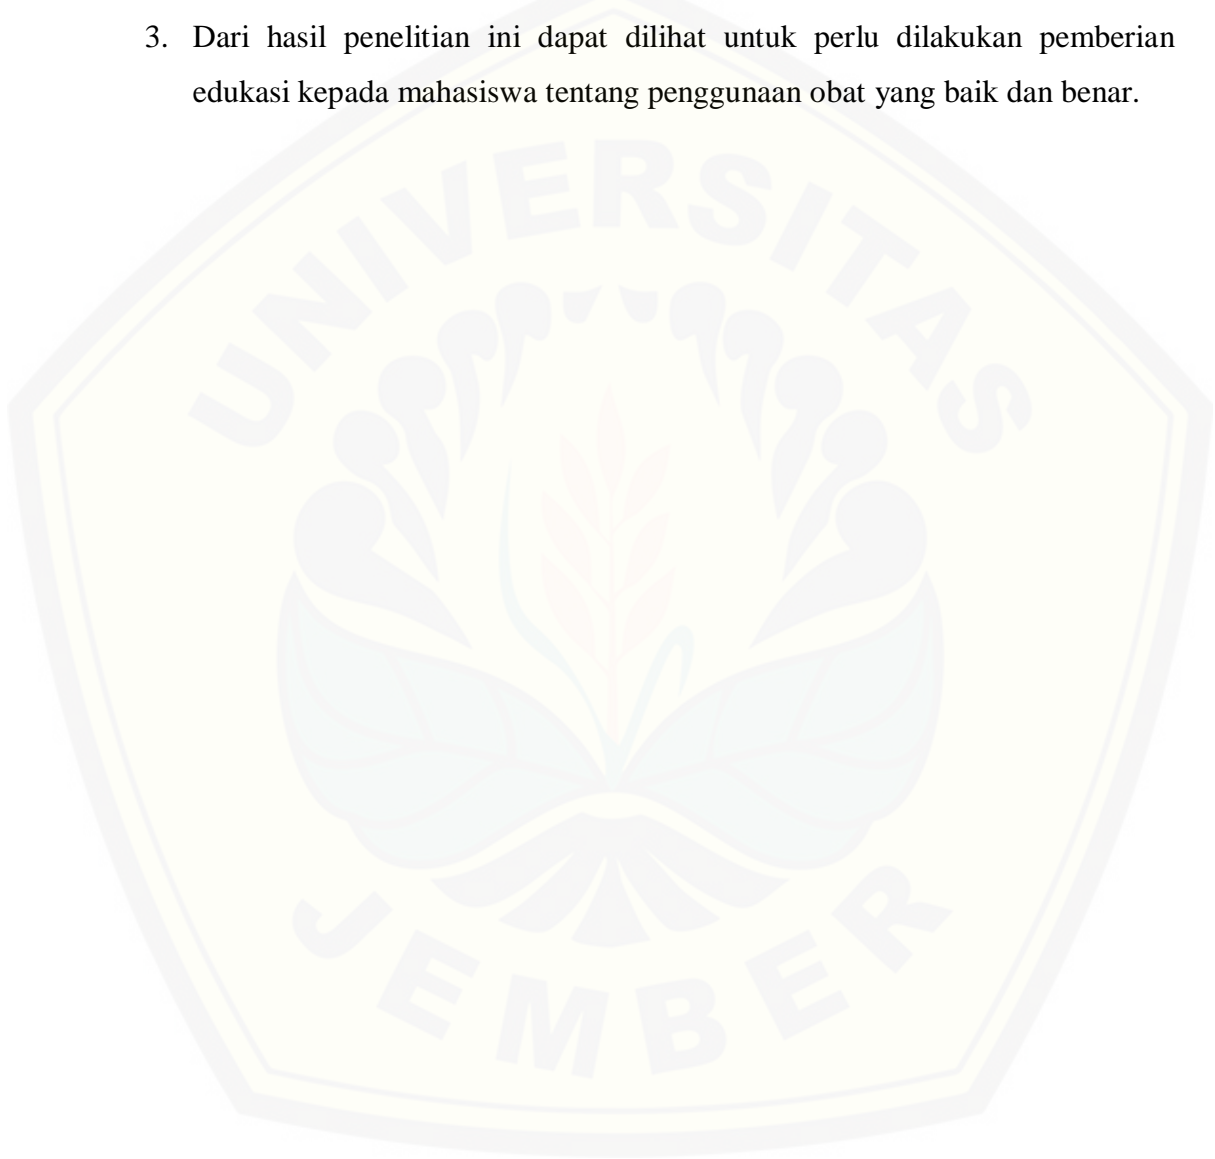 3. Dari hasil penelitian ini dapat dilihat untuk perlu dilakukan pemberian
edukasi kepada mahasiswa tentang penggunaan obat yang baik dan benar.
UNIVERSITAS
JEMBER